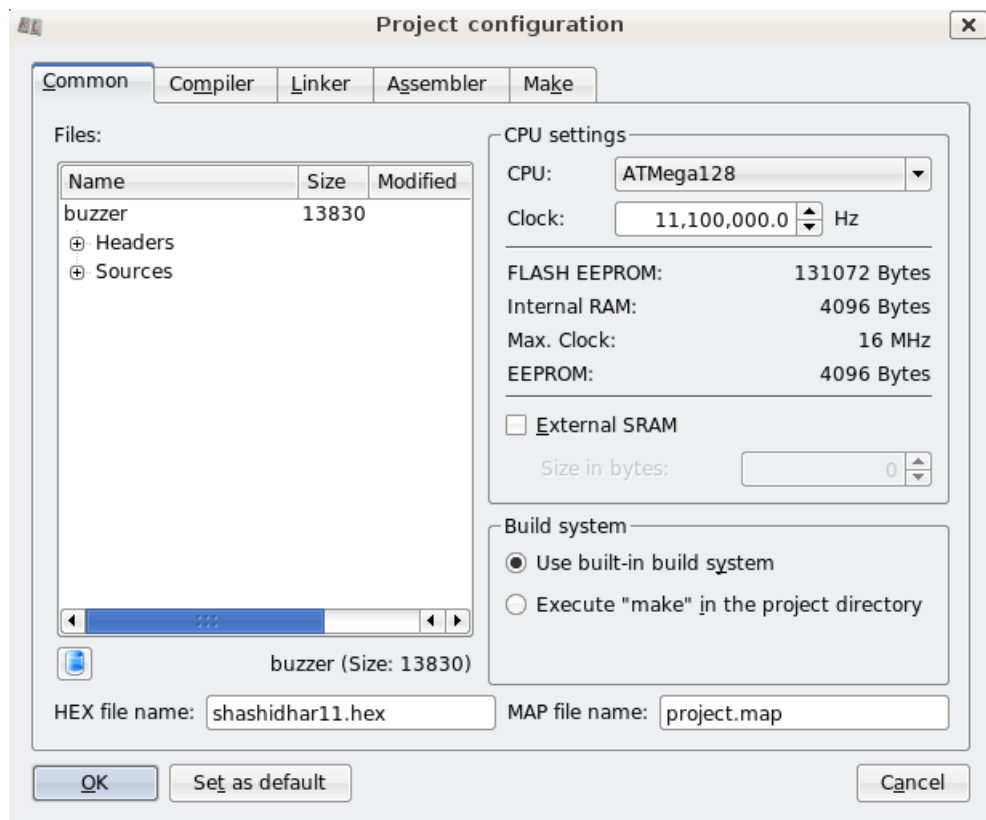 Project configuration
Common Compiler Linker Assembler Make
Files:
Name Size Modified
buzzer 13830
Headers
Sources
buzzer (Size: 13830)
CPU settings
CPU: ATMega128
Clock: 11,100,000.0 Hz
FLASH EEPROM: 131072 Bytes
Internal RAM: 4096 Bytes
Max. Clock: 16 MHz
EEPROM: 4096 Bytes
External SRAM
Size in bytes: 0
Build system
Use built-in build system
Execute "make" in the project directory
HEX file name: shashidhar11.hex MAP file name: project.map
OK Set as default Cancel